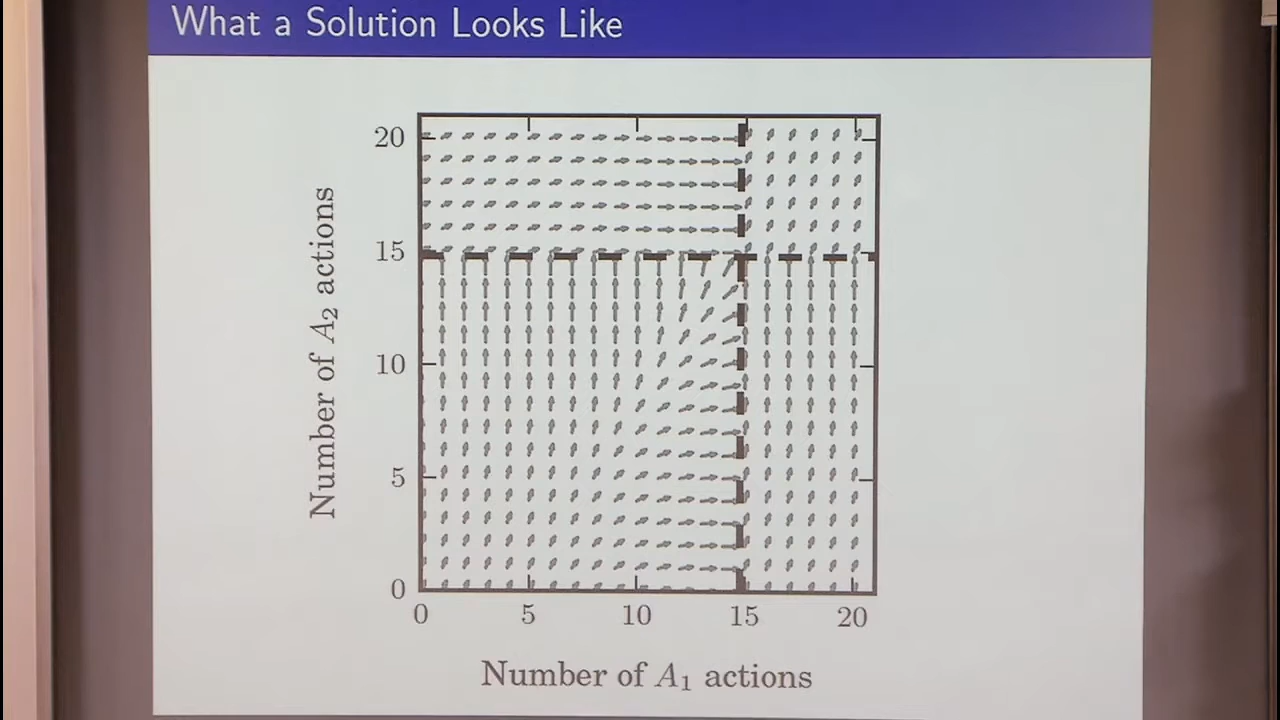 What a Solution Looks Like
20
15
10
5
0
Number of A₂ actions
0 5 10 15 20
Number of A₁ actions